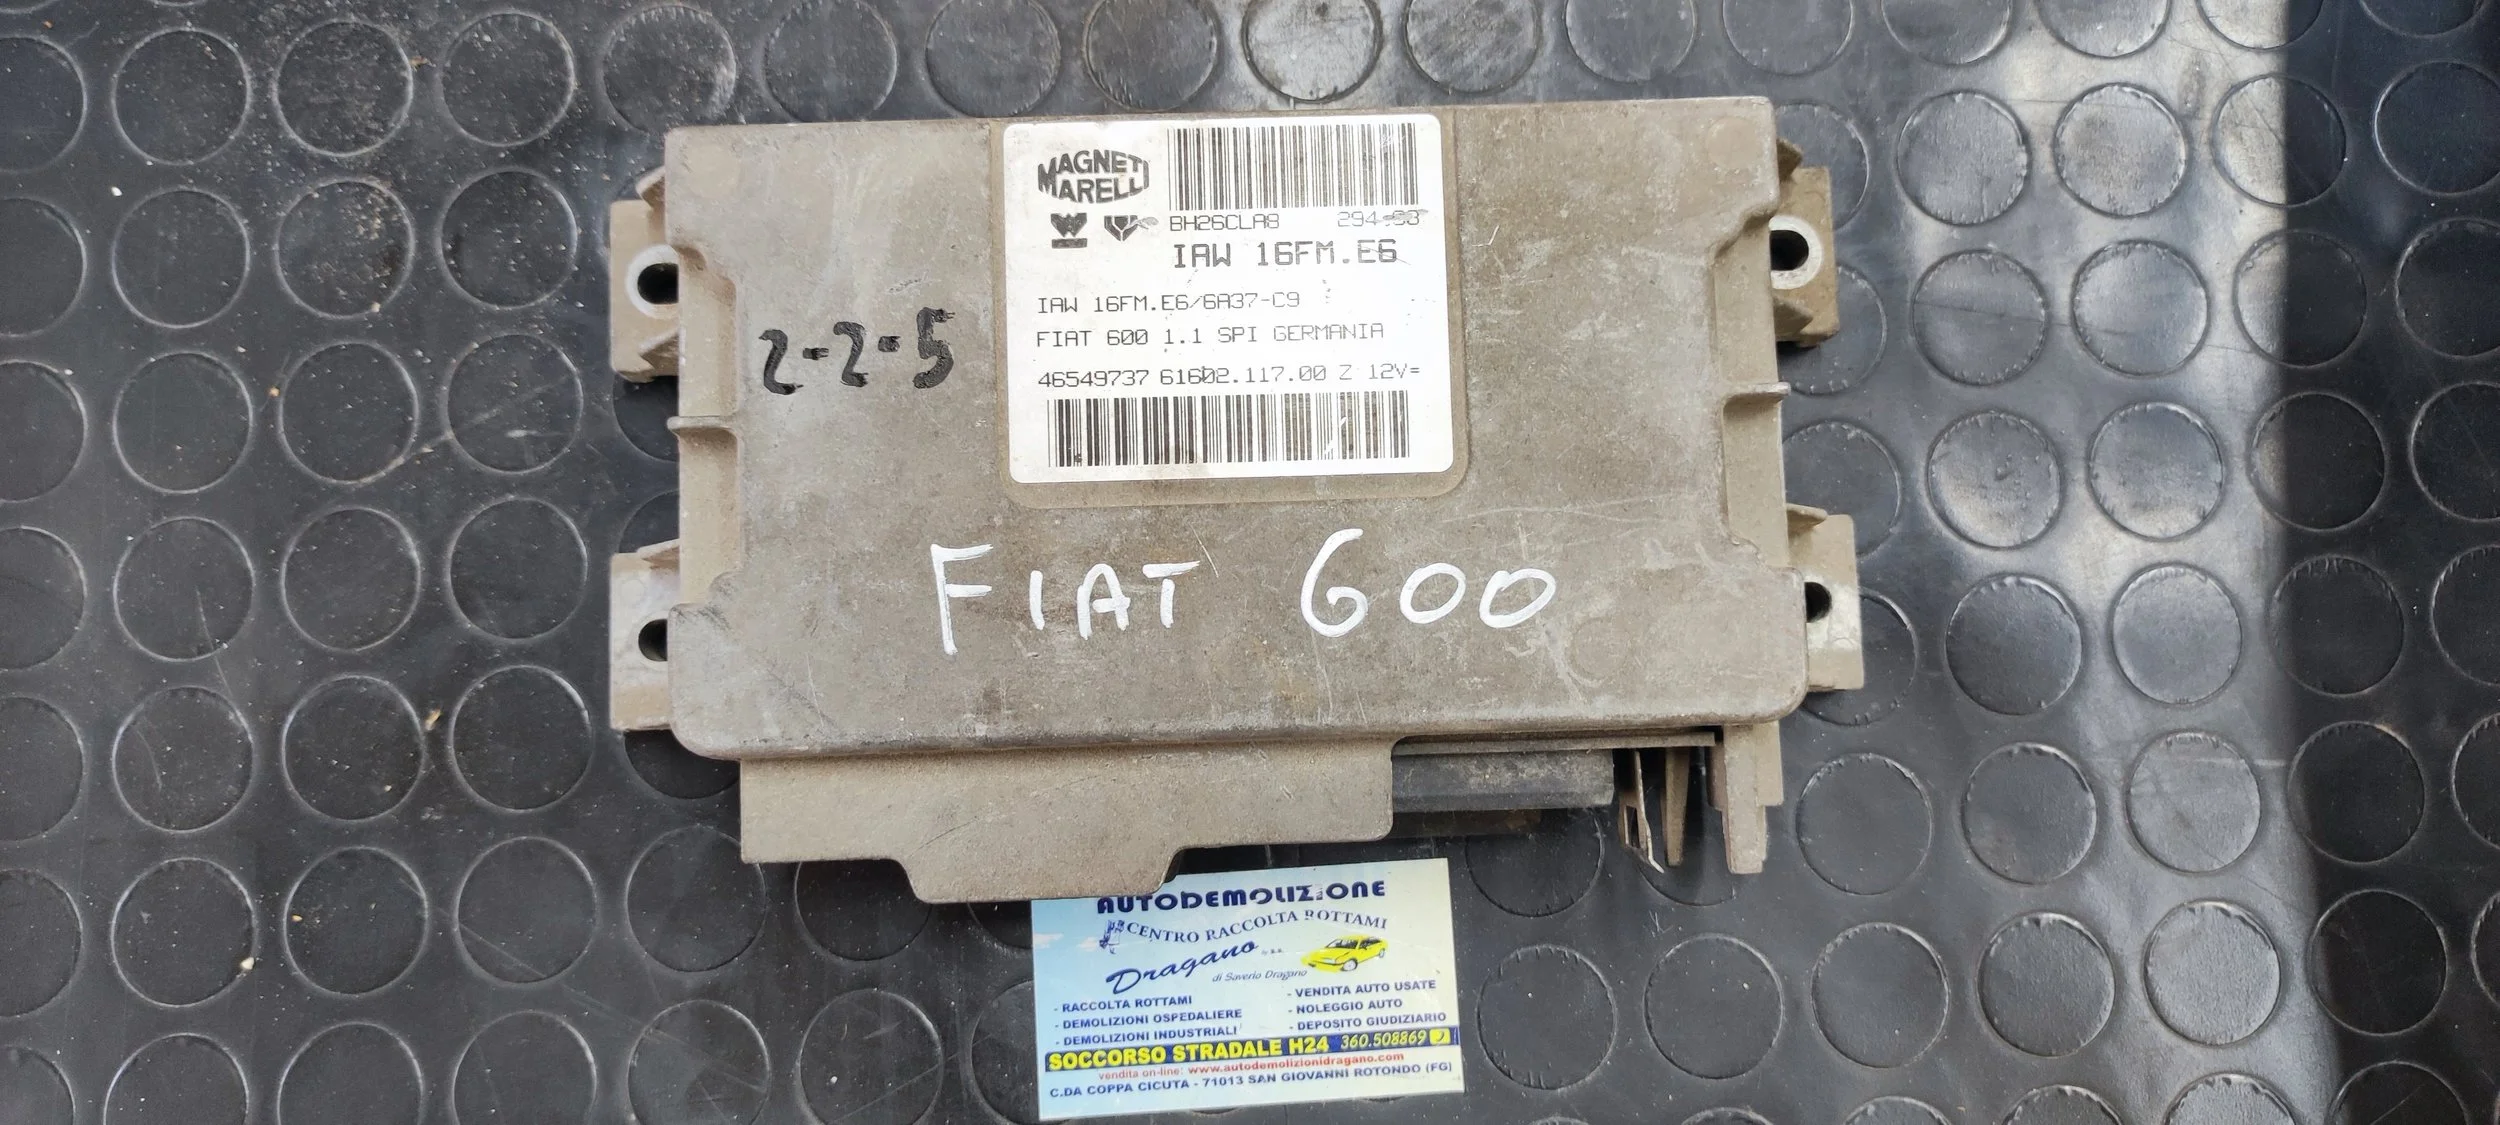 MAGNETI
MARELLI
BH26CLA8
IAW 16FM.E6
IAW 16FM.E6/6A37-C9
FIAT 600 1.1 SPI GERMANIA
46549737 61602.117.00 Z 12V=
2-2-5
FIAT 600
AUTODEMOLIZIONE
CENTRO RACCOLTA ROTTAMI
Dragano
di Saverio Dragano
- RACCOLTA ROTTAMI
- DEMOLIZIONI OSPEDALIERE
- DEMOLIZIONI INDUSTRIALI
- VENDITA AUTO USATE
- NOLEGGIO AUTO
- DEPOSITO GIUDIZIARIO
SOCCORSO STRADALE H24 360.508869
vendita on-line: www.autodemolizionidragano.com
C.DA COPPA CICUTA - 71013 SAN GIOVANNI ROTONDO (FG)